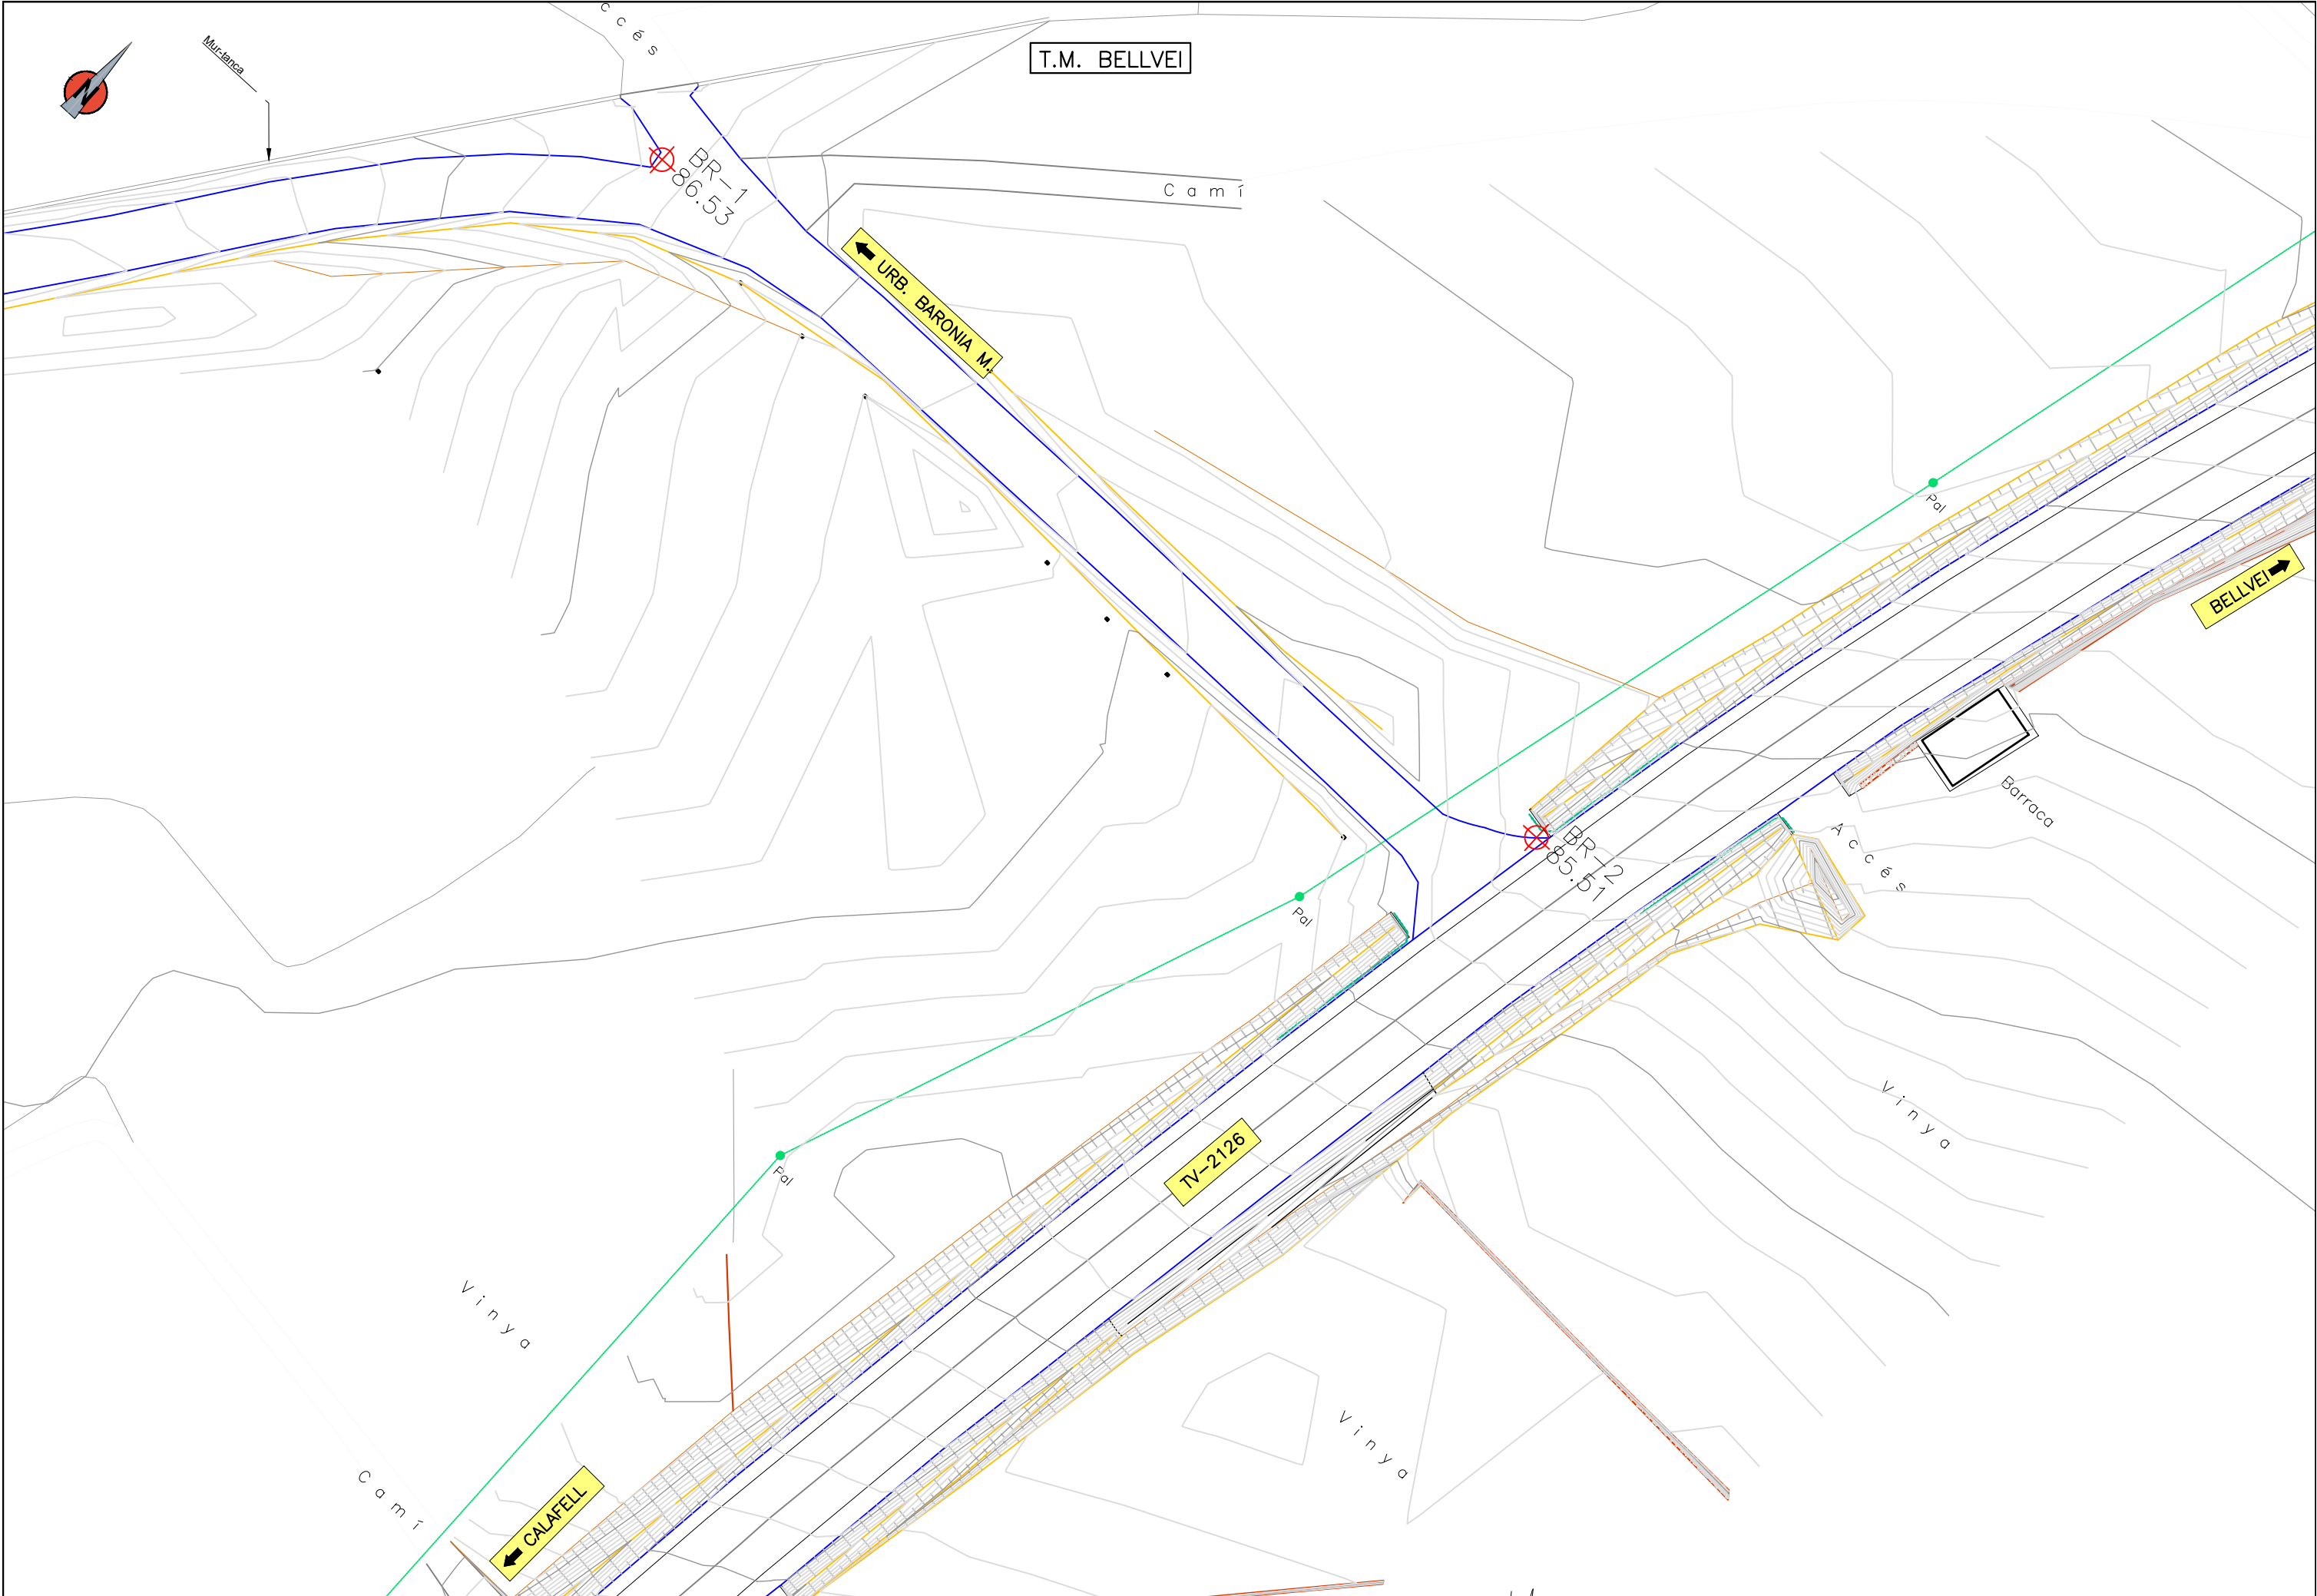 ccés
T.M. BELLVEI
Mur-tanca
N
BR-1
86.53
Camí
URB. BARONIA M.
Pal
BELLVEI
Barraca
BR-2
85.51
Accés
Pal
Vinya
TV-2126
Pal
Vinya
Vinya
Camí
CALAFELL